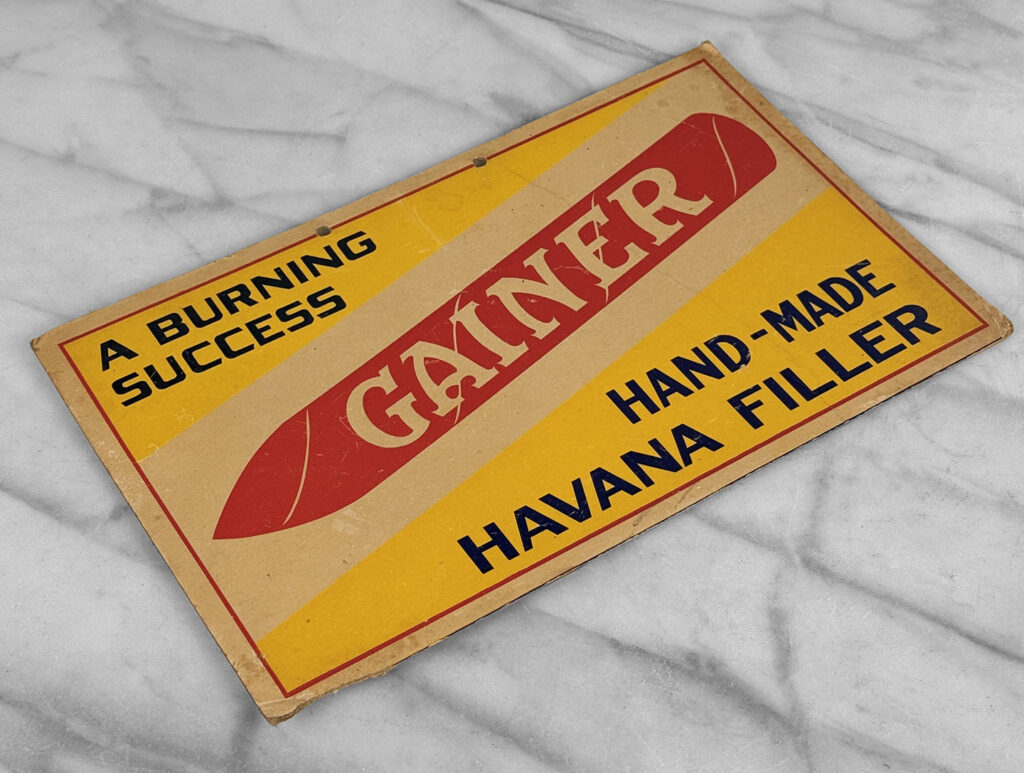 A BURNING
SUCCESS
GAINER
HAND-MADE
HAVANA FILLER